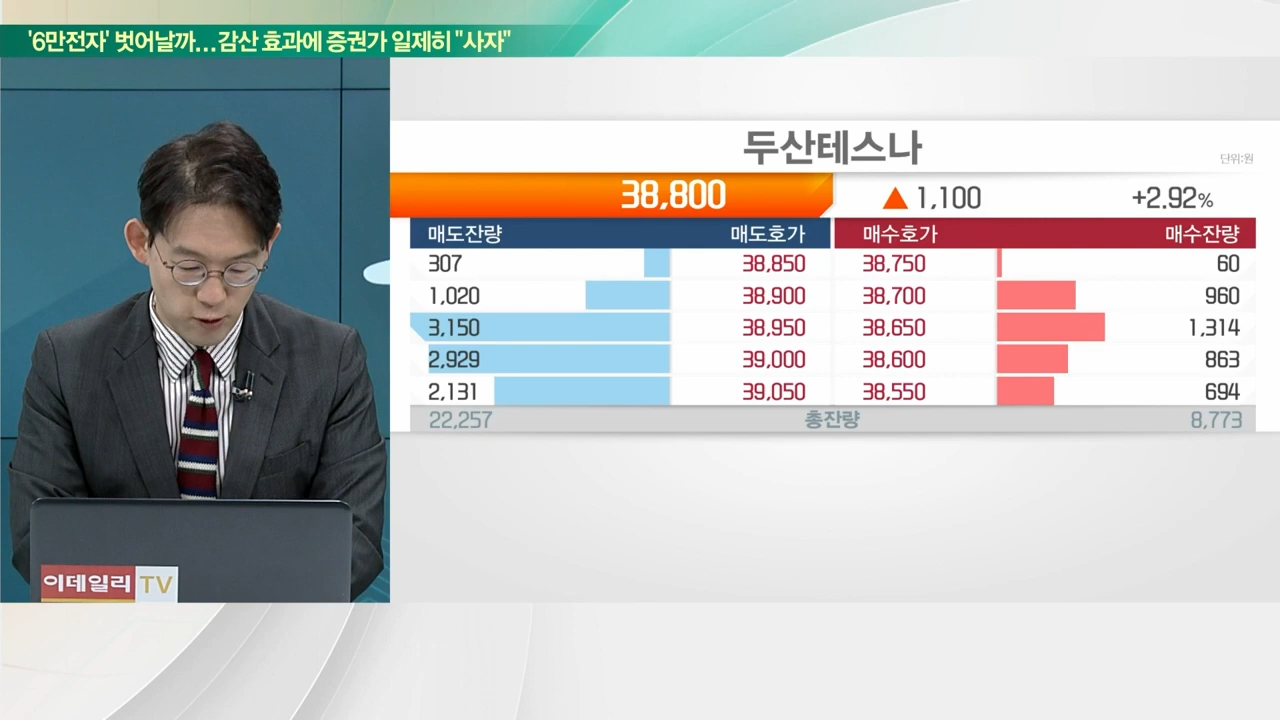 '6만전자' 벗어날까...감산 효과에 증권가 일제히 "사자"
두산테스나
단위:원
38,800 ▲ 1,100 +2.92%
매도잔량 매도호가 매수호가 매수잔량
307 38,850 38,750 60
1,020 38,900 38,700 960
3,150 38,950 38,650 1,314
2,929 39,000 38,600 863
2,131 39,050 38,550 694
22,257 총잔량 8,773
이데일리 TV